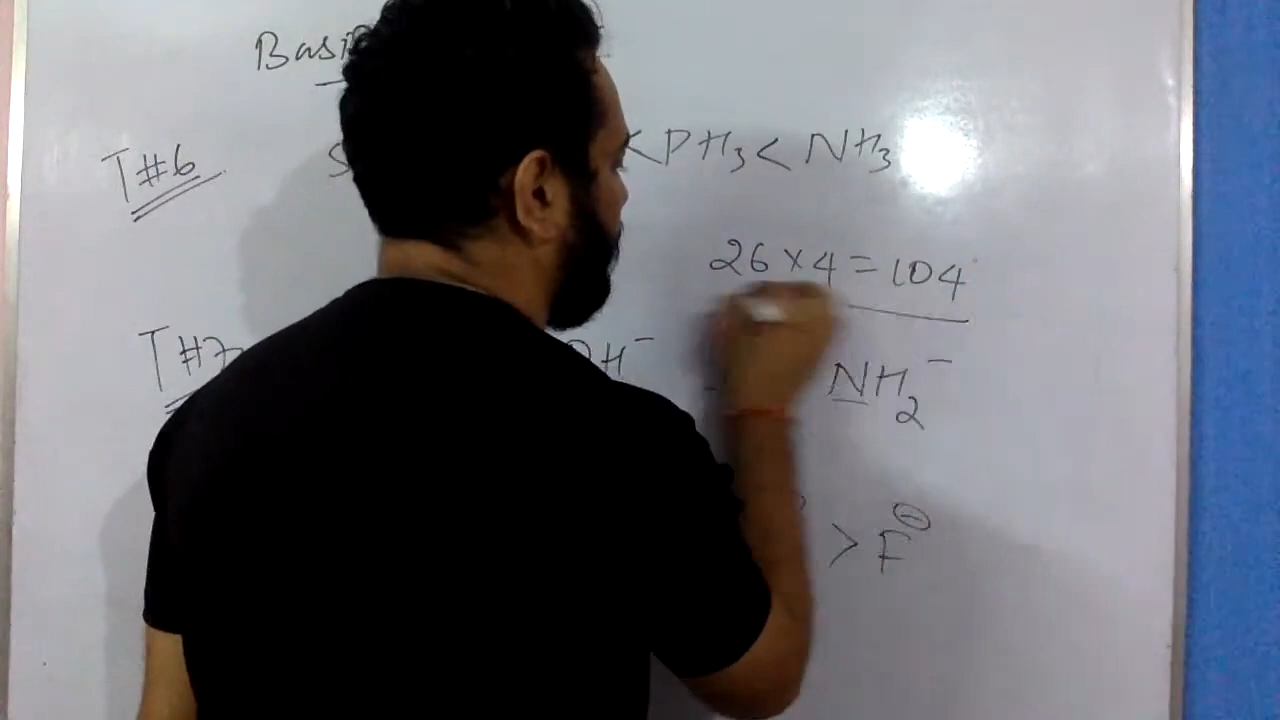 Basi
T#6 S < PH₃ < NH₃
26 × 4 = 104
T#7 OH⁻ NH₂⁻
> F⊖